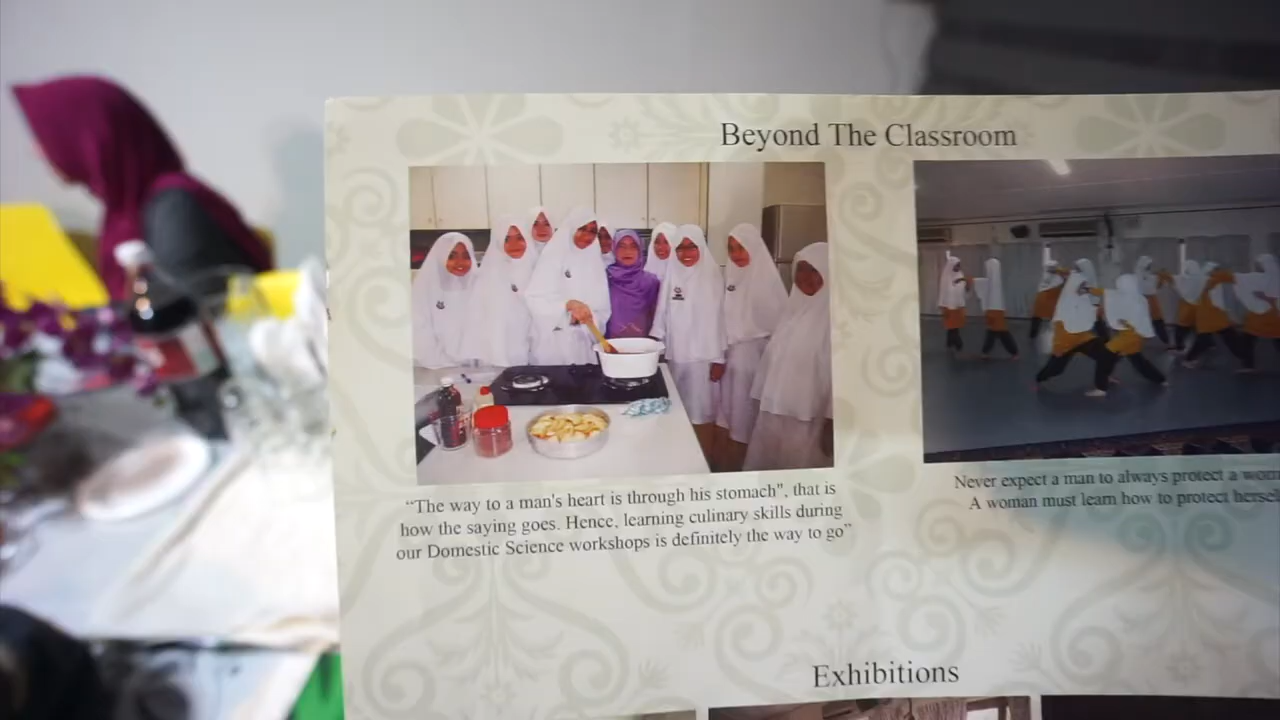 Beyond The Classroom
“The way to a man's heart is through his stomach", that is
how the saying goes. Hence, learning culinary skills during
our Domestic Science workshops is definitely the way to go”
Never expect a man to always protect a
A woman must learn how to protect
Exhibitions